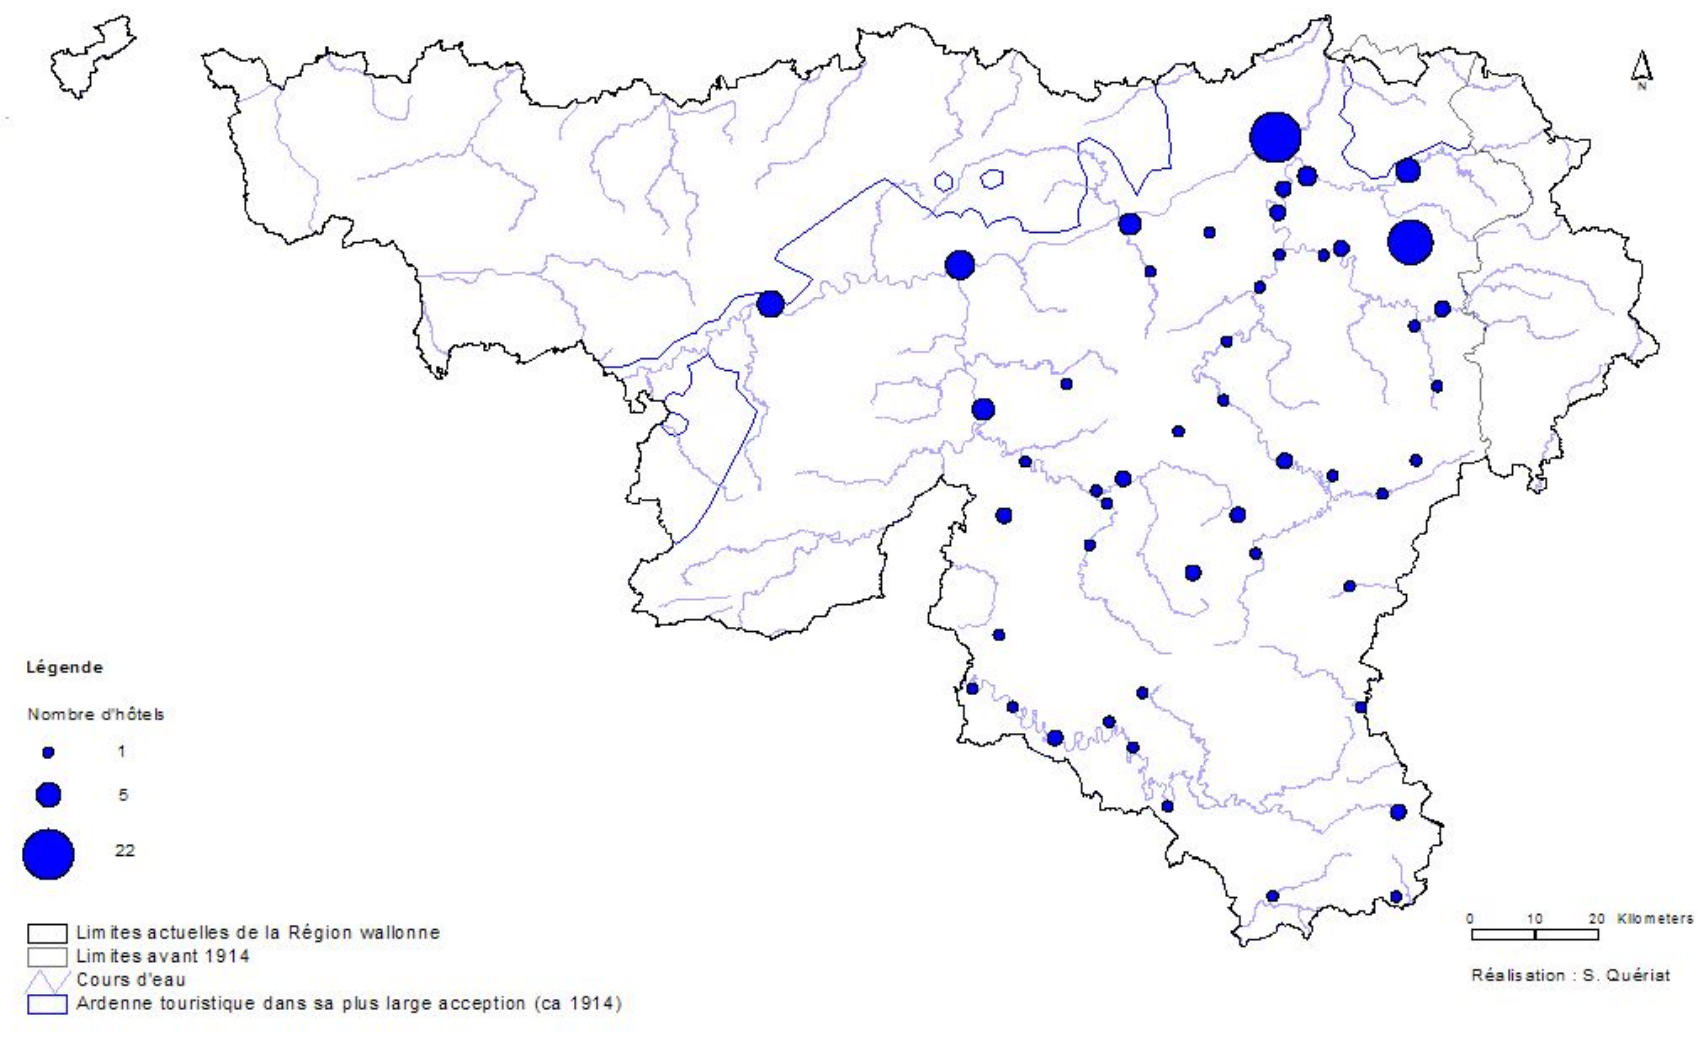 N
Légende
Nombre d'hôtels
1
5
22
Limites actuelles de la Région wallonne
Limites avant 1914
Cours d'eau
Ardenne touristique dans sa plus large acception (ca 1914)
0 10 20 Kilometers
Réalisation : S. Quériat